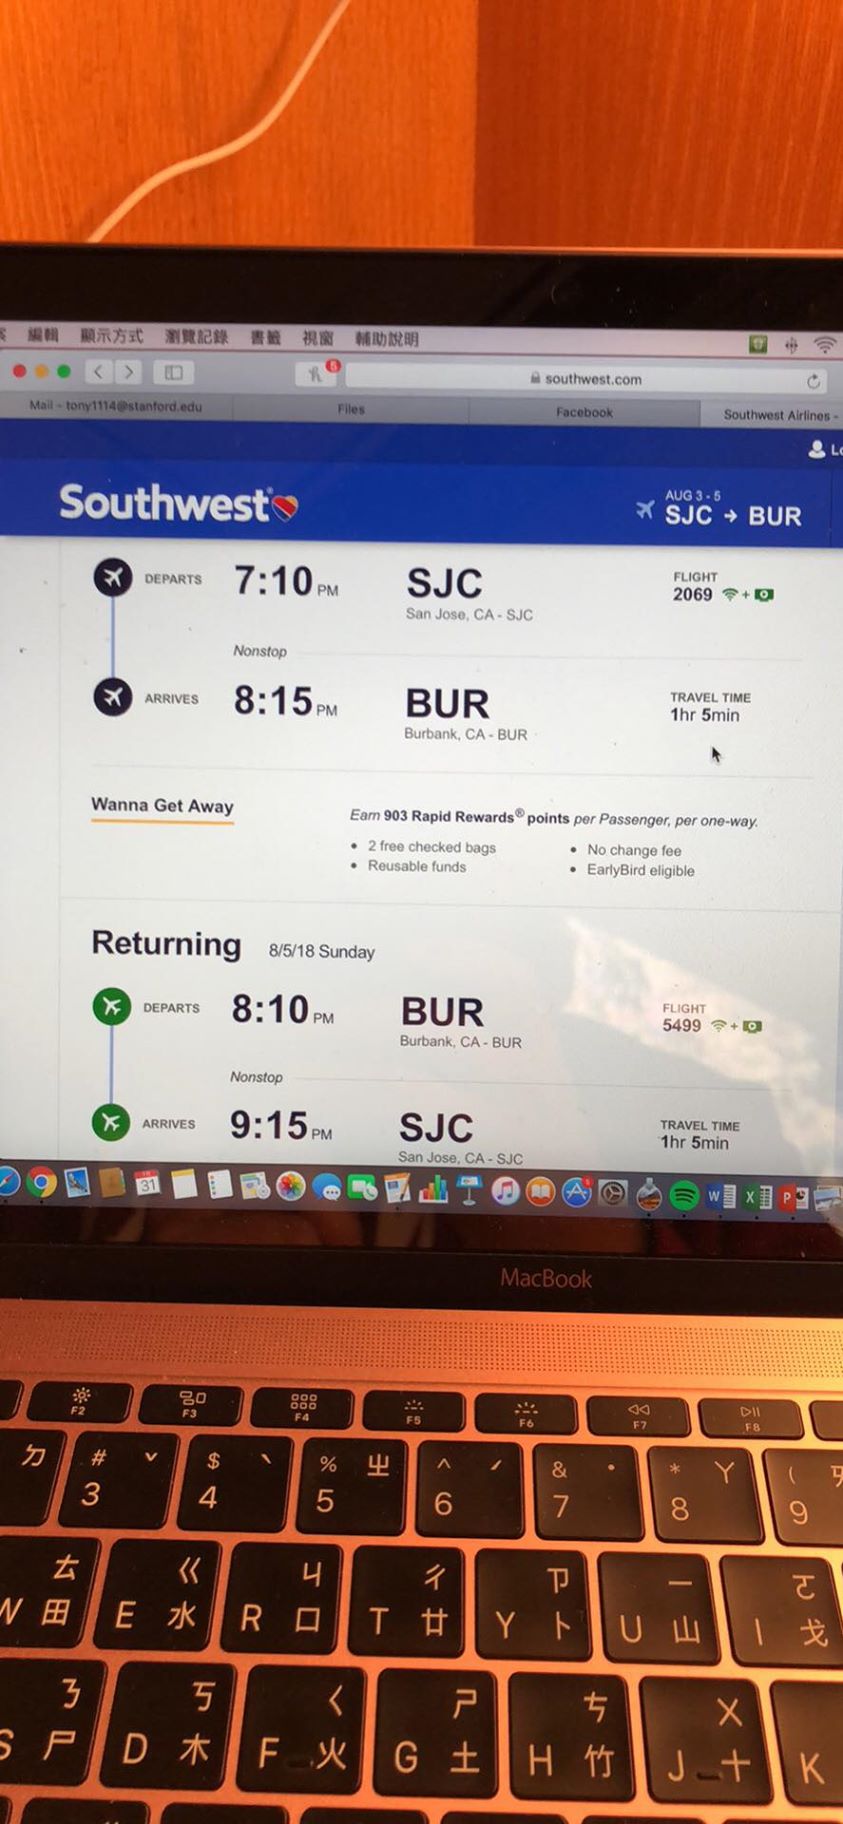 編輯 顯示方式 瀏覽記錄 書籤 視窗 輔助說明
5
southwest.com
Mail - tony1114@stanford.edu Files Facebook Southwest Airlines -
Southwest
AUG 3 - 5
SJC → BUR
DEPARTS 7:10 PM SJC
San Jose, CA - SJC
FLIGHT
2069
Nonstop
ARRIVES 8:15 PM BUR
Burbank, CA - BUR
TRAVEL TIME
1hr 5min
Wanna Get Away
Earn 903 Rapid Rewards® points per Passenger, per one-way.
• 2 free checked bags • No change fee
• Reusable funds • EarlyBird eligible
Returning 8/5/18 Sunday
DEPARTS 8:10 PM BUR
Burbank, CA - BUR
FLIGHT
5499
Nonstop
ARRIVES 9:15 PM SJC
San Jose, CA - SJC
TRAVEL TIME
1hr 5min
31
MacBook
F2 F3 F4 F5 F6 F7 F8
ㄉ # ˇ $ ˋ % ㄓ ^ ˊ & ˙ * ㄚ (
3 4 5 6 7 8 9
ㄊ ㄍ ㄐ ㄔ ㄗ ㄧ ㄛ
W 田 E 水 R 口 T 廿 Y 卜 U 山 I 戈
ㄋ ㄎ ㄑ ㄕ ㄘ ㄨ
S 尸 D 木 F 火 G 土 H 竹 J 十 K